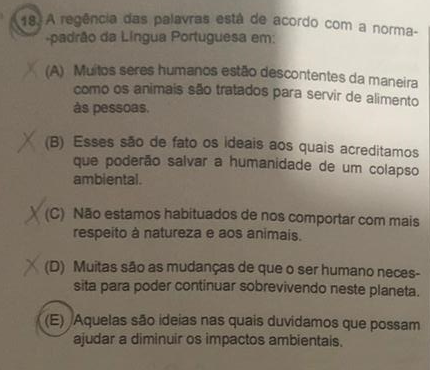 18. A regência das palavras está de acordo com a norma-
-padrão da Língua Portuguesa em:
(A) Muitos seres humanos estão descontentes da maneira
como os animais são tratados para servir de alimento
às pessoas.
(B) Esses são de fato os ideais aos quais acreditamos
que poderão salvar a humanidade de um colapso
ambiental.
(C) Não estamos habituados de nos comportar com mais
respeito à natureza e aos animais.
(D) Muitas são as mudanças de que o ser humano neces-
sita para poder continuar sobrevivendo neste planeta.
(E) Aquelas são ideias nas quais duvidamos que possam
ajudar a diminuir os impactos ambientais.